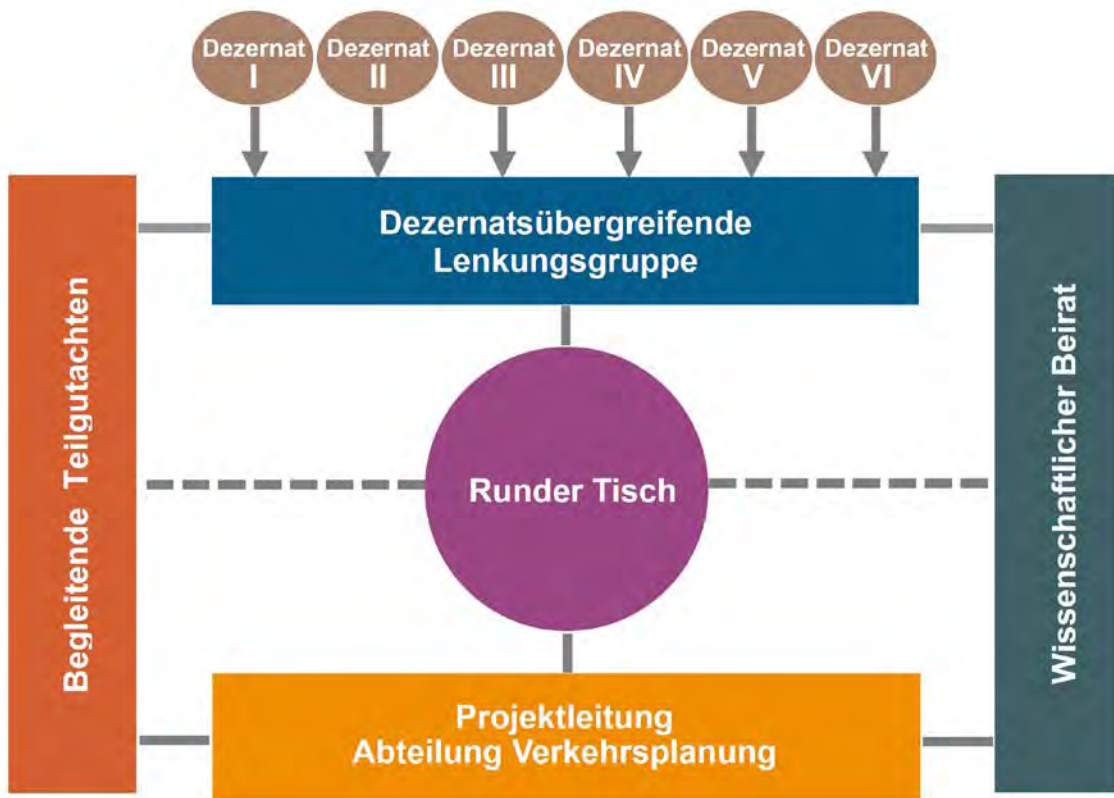 Dezernat
I
Dezernat
II
Dezernat
III
Dezernat
IV
Dezernat
V
Dezernat
VI
Dezernatsübergreifende
Lenkungsgruppe
Begleitende Teilgutachten
Runder Tisch
Wissenschaftlicher Beirat
Projektleitung
Abteilung Verkehrsplanung